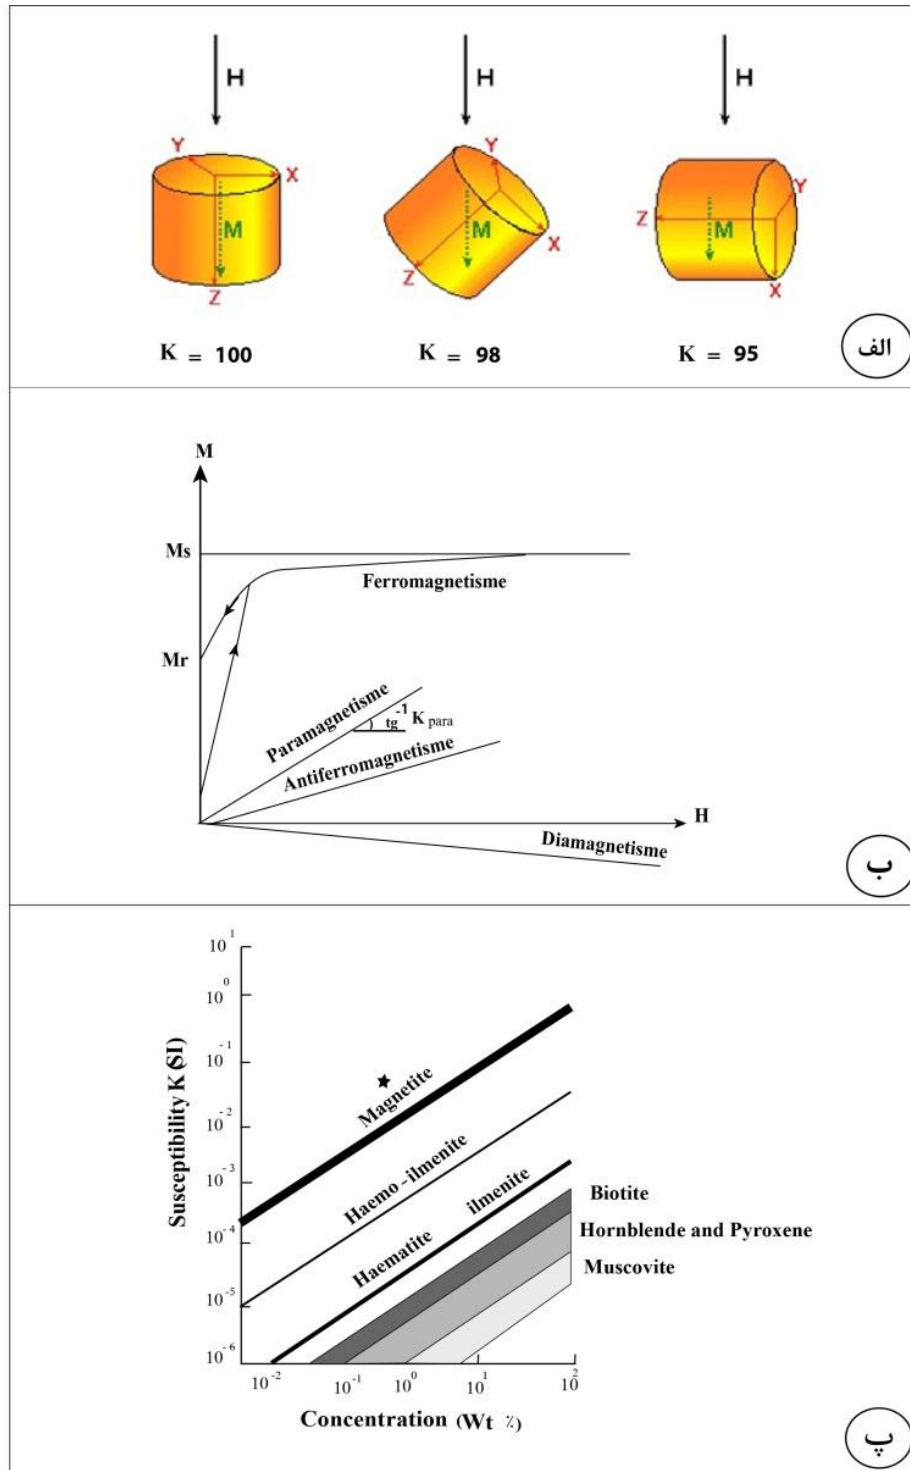 H H H
Y X M Z
Y X M Z
Y X M Z
K = 100 K = 98 K = 95
الف
M
Ms
Ferromagnetisme
Mr
Paramagnetisme
tg-1 K para
Antiferromagnetisme
H
Diamagnetisme
ب
Susceptibility K (SI)
10 1
10 0
10 -1
10 -2
10 -3
10 -4
10 -5
10 -6
Magnetite
Haemo - ilmenite
Haematite ilmenite
Biotite
Hornblende and Pyroxene
Muscovite
10 -2 10 -1 10 0 10 1 10 2
Concentration (Wt %)
پ